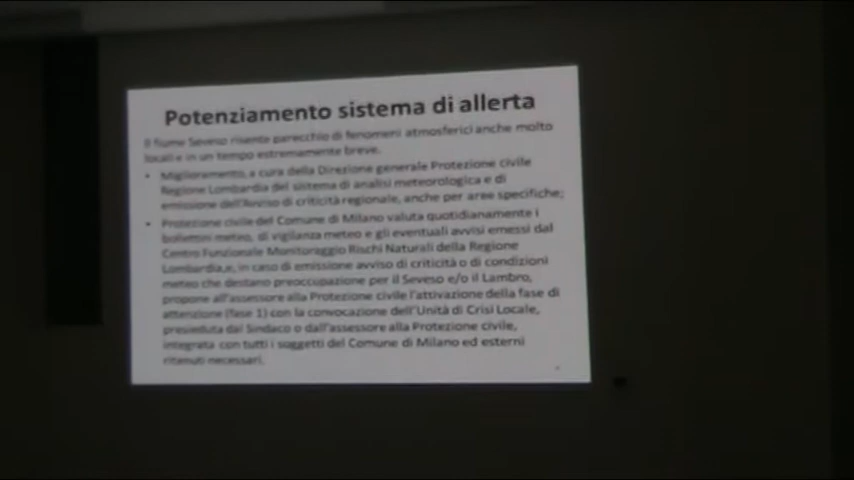 Potenziamento sistema di allerta
Il fiume Seveso risente parecchio di fenomeni atmosferici anche molto
locali e in un tempo estremamente breve.
• Miglioramento, a cura della Direzione generale Protezione civile
Regione Lombardia del sistema di analisi meteorologica e di
emissione dell'Avviso di criticità regionale, anche per aree specifiche;
• Protezione civile del Comune di Milano valuta quotidianamente i
bollettini meteo, di vigilanza meteo e gli eventuali avvisi emessi dal
Centro Funzionale Monitoraggio Rischi Naturali della Regione
Lombardia,e, in caso di emissione avviso di criticità o di condizioni
meteo che destano preoccupazione per il Seveso e/o il Lambro,
propone all'assessore alla Protezione civile l'attivazione della fase di
attenzione (fase 1) con la convocazione dell'Unità di Crisi Locale,
presieduta dal Sindaco o dall'assessore alla Protezione civile,
integrata con tutti i soggetti del Comune di Milano ed esterni
ritenuti necessari.